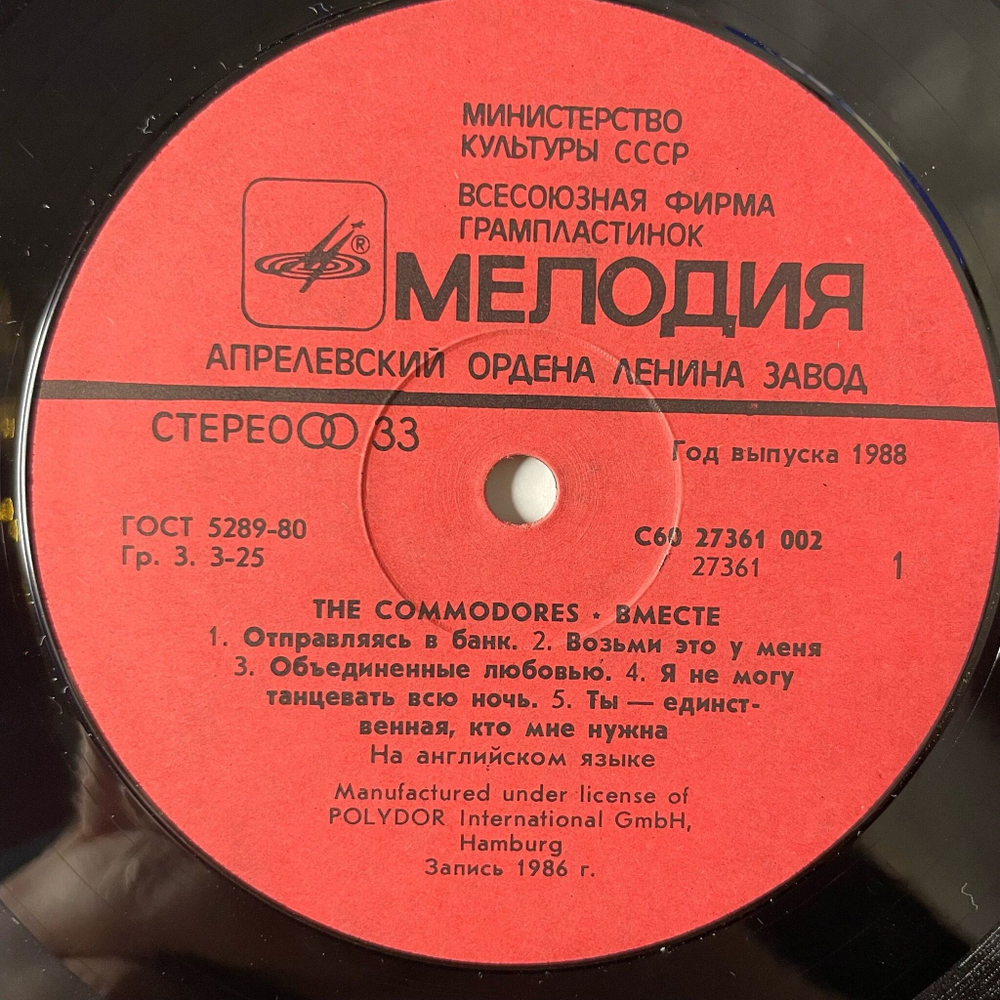 МИНИСТЕРСТВО
КУЛЬТУРЫ СССР
ВСЕСОЮЗНАЯ ФИРМА
ГРАМПЛАСТИНОК
®
МЕЛОДИЯ
АПРЕЛЕВСКИЙ ОРДЕНА ЛЕНИНА ЗАВОД
СТЕРЕО 33
Год выпуска 1988
ГОСТ 5289-80
Гр. 3. 3-25
С60 27361 002
27361
1
THE COMMODORES • ВМЕСТЕ
1. Отправляясь в банк. 2. Возьми это у меня
3. Объединенные любовью. 4. Я не могу
танцевать всю ночь. 5. Ты — единст-
венная, кто мне нужна
На английском языке
Manufactured under license of
POLYDOR International GmbH,
Hamburg
Запись 1986 г.